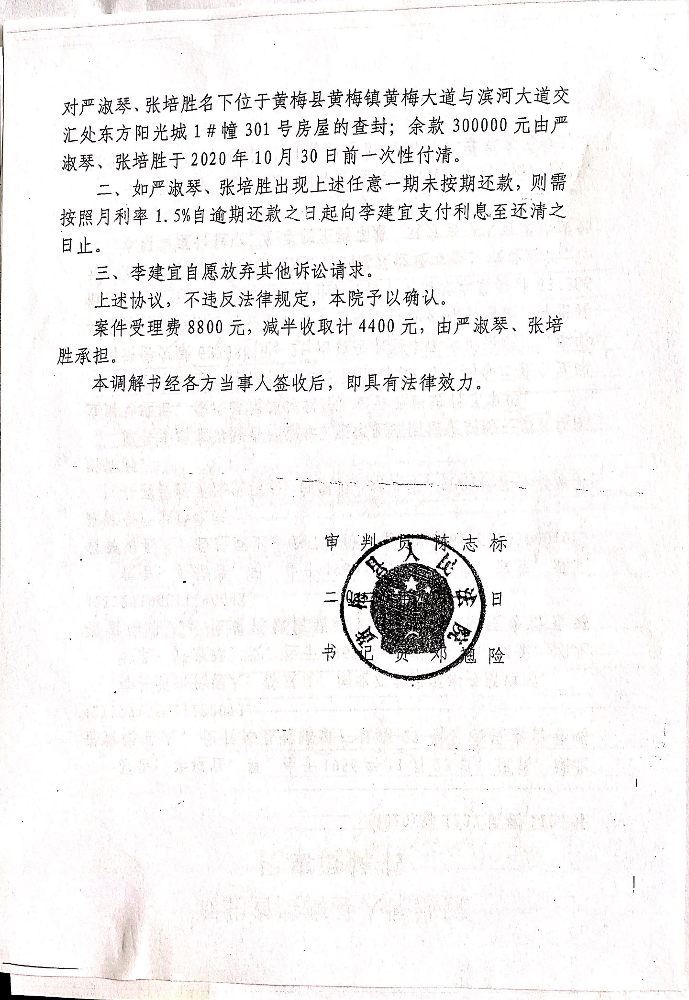 对严淑琴、张培胜名下位于黄梅县黄梅镇黄梅大道与滨河大道交
汇处东方阳光城1#幢301号房屋的查封；余款300000元由严
淑琴、张培胜于2020年10月30日前一次性付清。
二、如严淑琴、张培胜出现上述任意一期未按期还款，则需
按照月利率1.5%自逾期还款之日起向李建宜支付利息至还清之
日止。
三、李建宜自愿放弃其他诉讼请求。
上述协议，不违反法律规定，本院予以确认。
案件受理费8800元，减半收取计4400元，由严淑琴、张培
胜承担。
本调解书经各方当事人签收后，即具有法律效力。
审判员 陈志标
黄梅县人民法院
二 日
书记员 邓 险